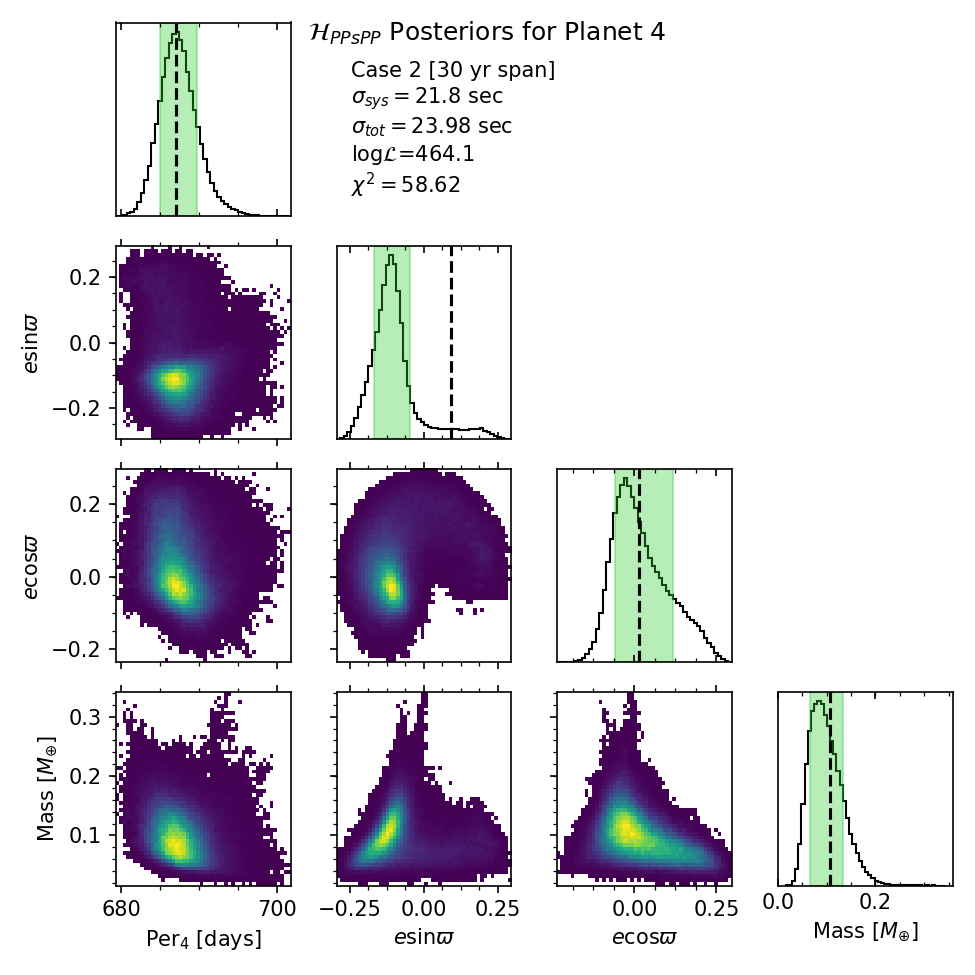 ℋ_PPsPP Posteriors for Planet 4
Case 2 [30 yr span]
σ_sys = 21.8 sec
σ_tot = 23.98 sec
logℒ=464.1
χ² = 58.62
esinϖ
0.2
0.0
−0.2
ecosϖ
0.2
0.0
−0.2
Mass [M⊕]
0.3
0.2
0.1
680 700
Per₄ [days]
−0.25 0.00 0.25
esinϖ
0.00 0.25
ecosϖ
0.0 0.2
Mass [M⊕]